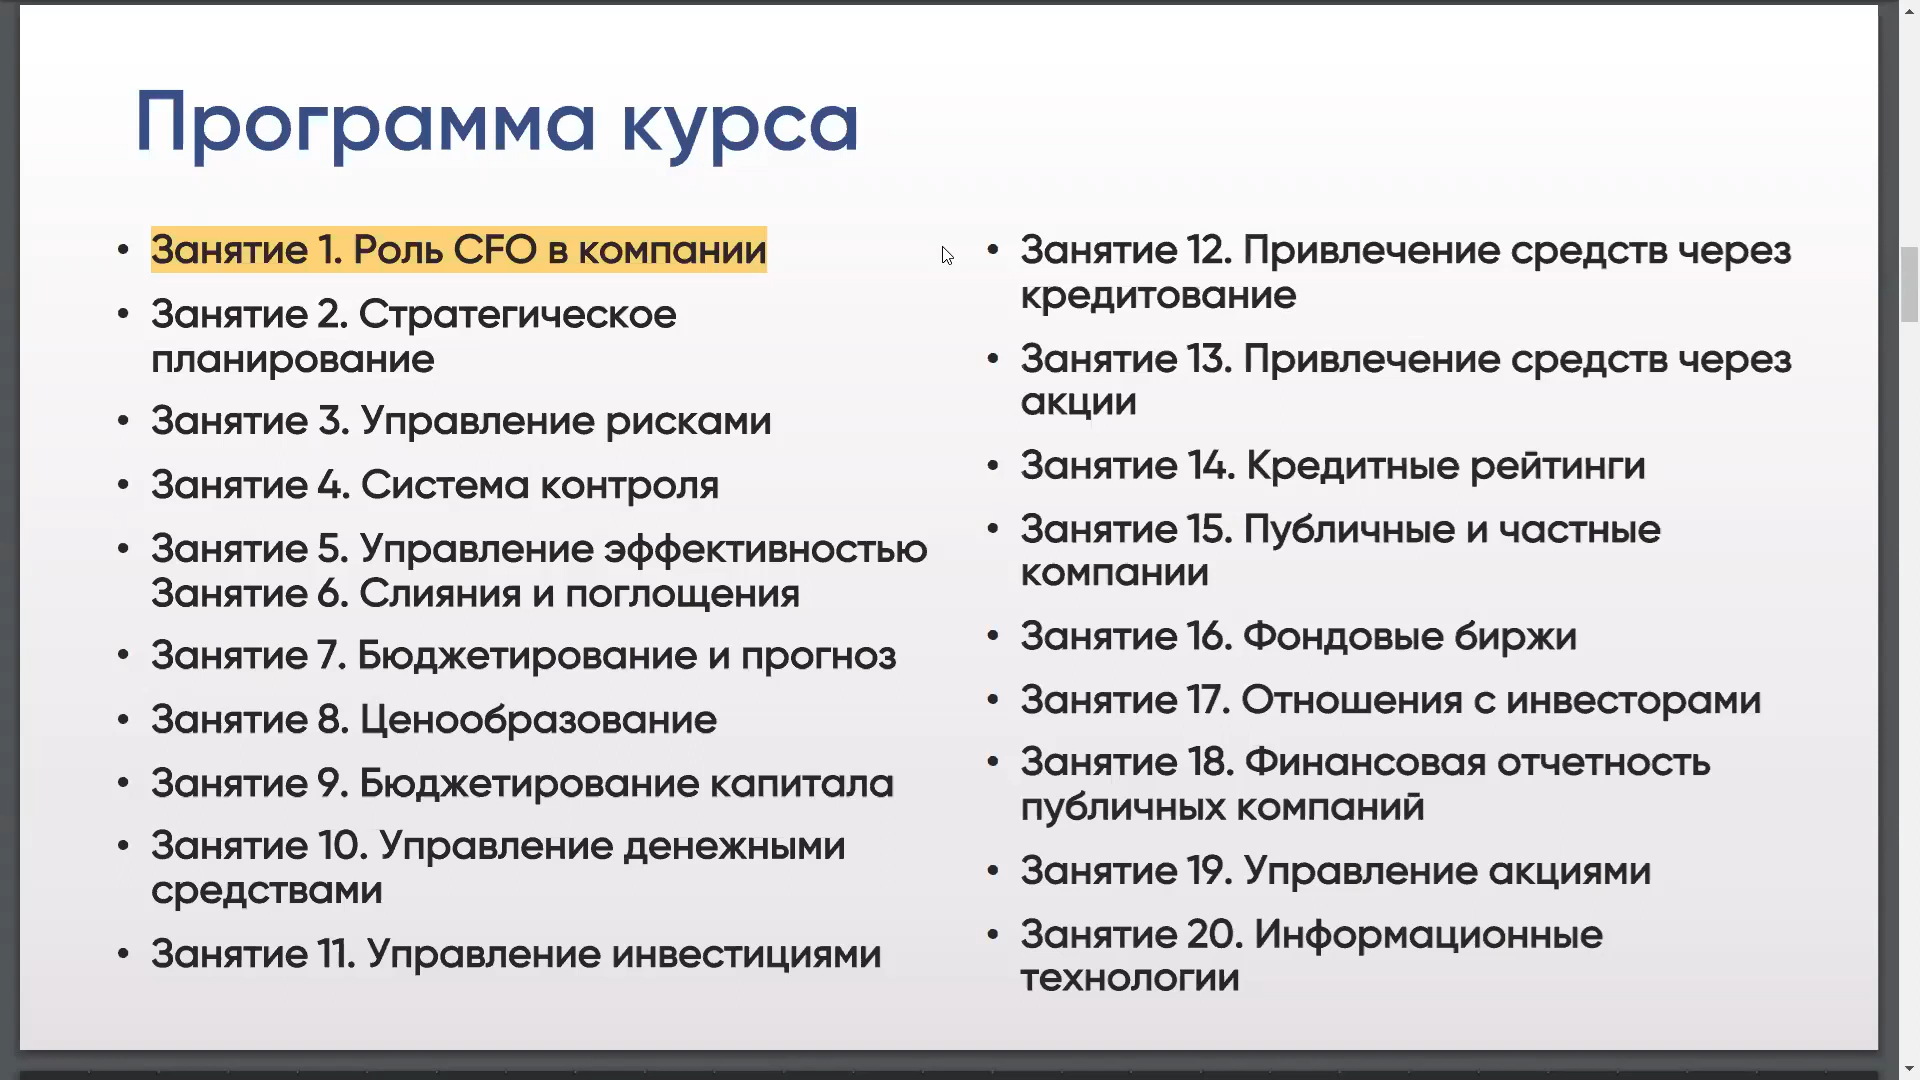 Программа курса
• Занятие 1. Роль CFO в компании
• Занятие 2. Стратегическое
планирование
• Занятие 3. Управление рисками
• Занятие 4. Система контроля
• Занятие 5. Управление эффективностью
Занятие 6. Слияния и поглощения
• Занятие 7. Бюджетирование и прогноз
• Занятие 8. Ценообразование
• Занятие 9. Бюджетирование капитала
• Занятие 10. Управление денежными
средствами
• Занятие 11. Управление инвестициями
• Занятие 12. Привлечение средств через
кредитование
• Занятие 13. Привлечение средств через
акции
• Занятие 14. Кредитные рейтинги
• Занятие 15. Публичные и частные
компании
• Занятие 16. Фондовые биржи
• Занятие 17. Отношения с инвесторами
• Занятие 18. Финансовая отчетность
публичных компаний
• Занятие 19. Управление акциями
• Занятие 20. Информационные
технологии